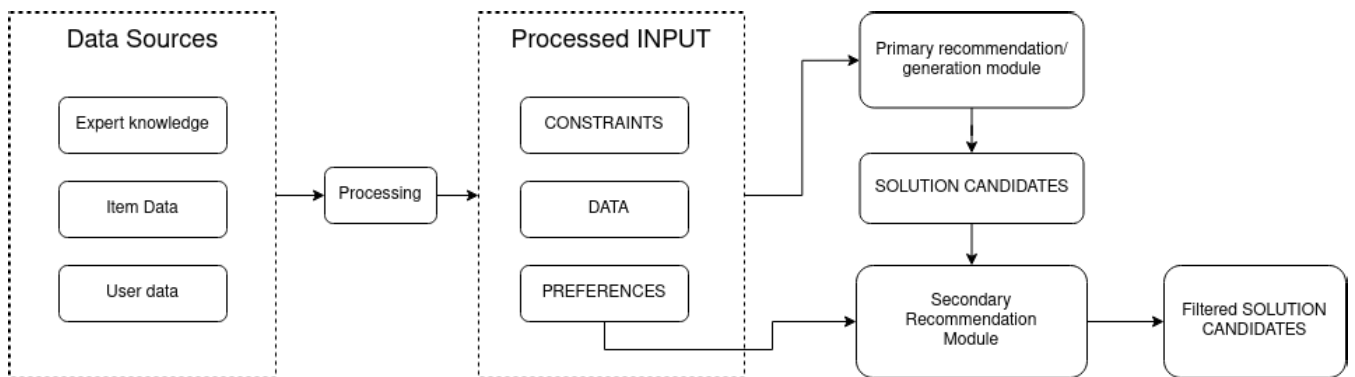 Data Sources
Expert knowledge
Item Data
User data
Processing
Processed INPUT
CONSTRAINTS
DATA
PREFERENCES
Primary recommendation/
generation module
SOLUTION CANDIDATES
Secondary
Recommendation
Module
Filtered SOLUTION
CANDIDATES